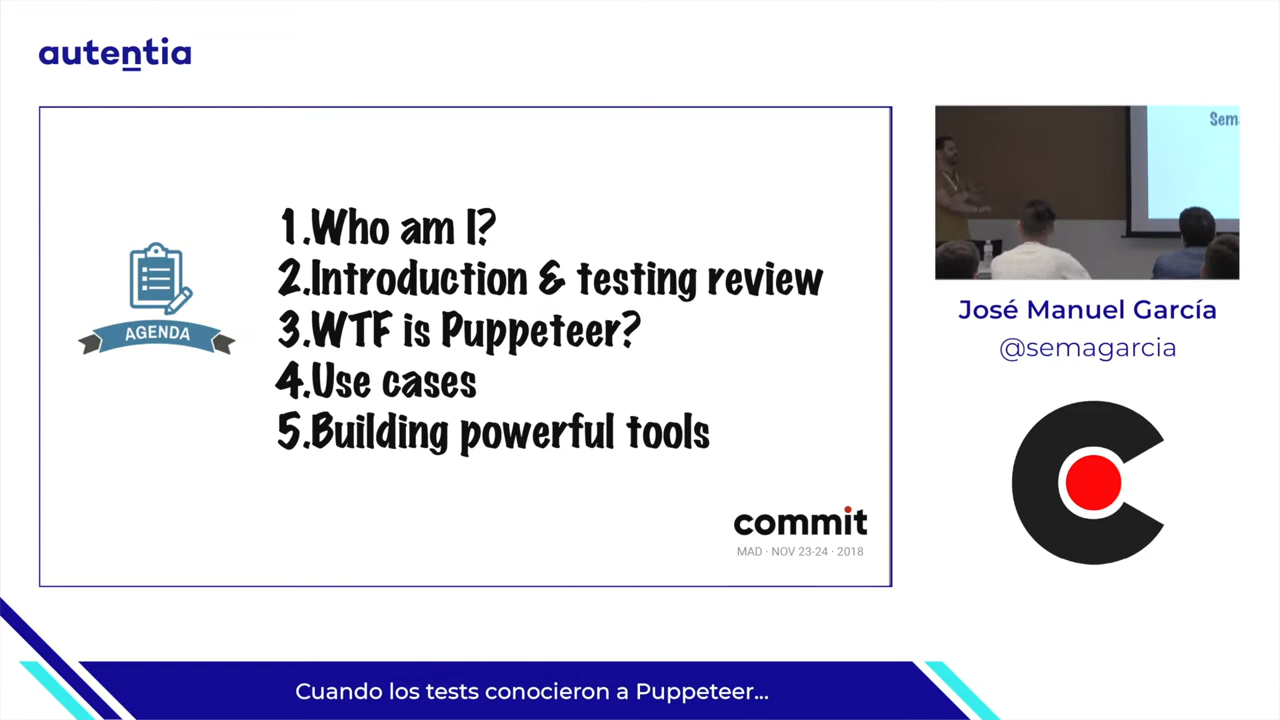 autentia
1.Who am I?
2.Introduction & testing review
3.WTF is Puppeteer?
4.Use cases
5.Building powerful tools
AGENDA
commit
MAD · NOV 23-24 · 2018
Sem
José Manuel García
@semagarcia
Cuando los tests conocieron a Puppeteer...